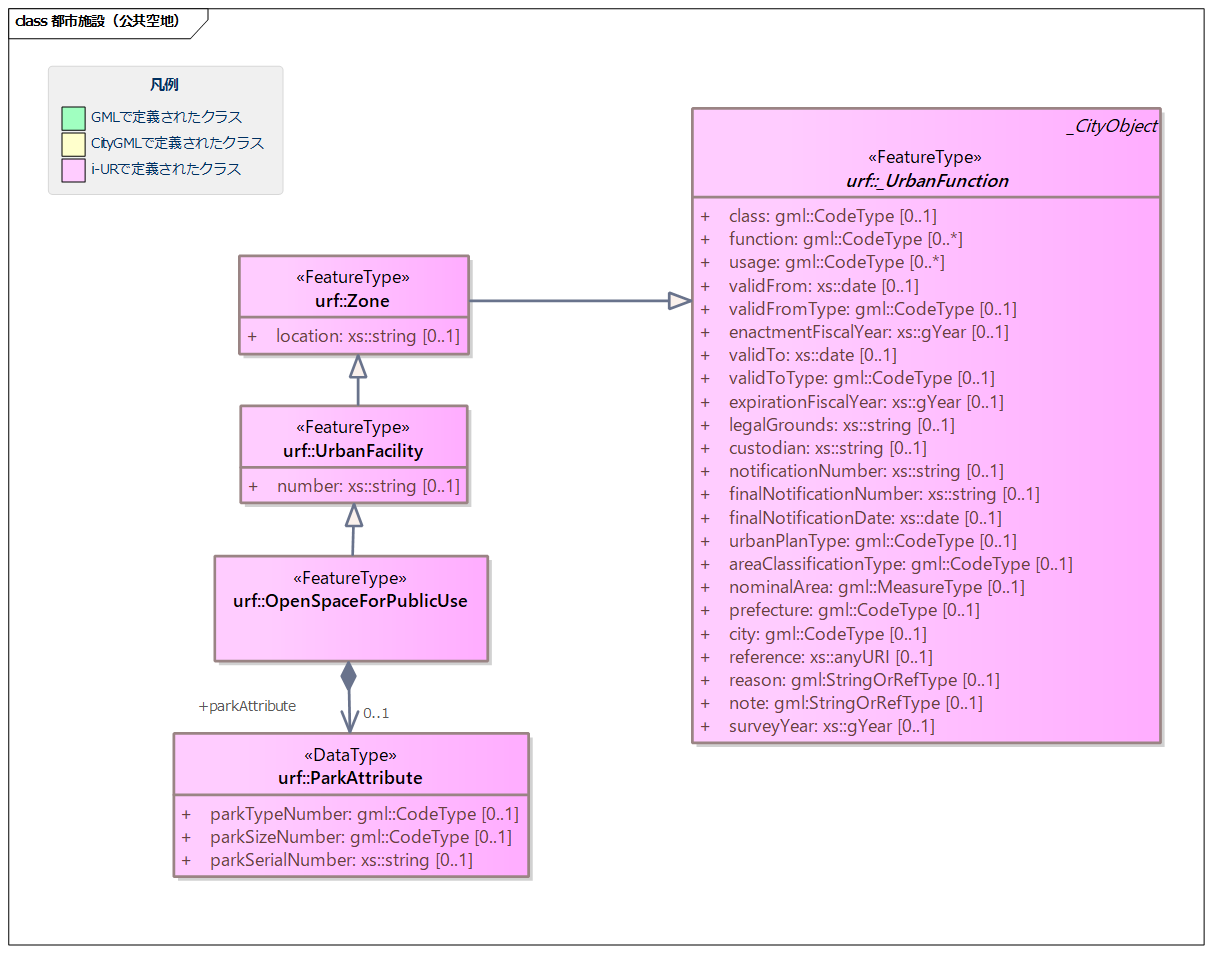 class 都市施設（公共空地）
凡例
GMLで定義されたクラス
CityGMLで定義されたクラス
i-URで定義されたクラス
_CityObject
«FeatureType»
urf::_UrbanFunction
+ class: gml::CodeType [0..1]
+ function: gml::CodeType [0..*]
+ usage: gml::CodeType [0..*]
+ validFrom: xs::date [0..1]
+ validFromType: gml::CodeType [0..1]
+ enactmentFiscalYear: xs::gYear [0..1]
+ validTo: xs::date [0..1]
+ validToType: gml::CodeType [0..1]
+ expirationFiscalYear: xs::gYear [0..1]
+ legalGrounds: xs::string [0..1]
+ custodian: xs::string [0..1]
+ notificationNumber: xs::string [0..1]
+ finalNotificationNumber: xs::string [0..1]
+ finalNotificationDate: xs::date [0..1]
+ urbanPlanType: gml::CodeType [0..1]
+ areaClassificationType: gml::CodeType [0..1]
+ nominalArea: gml::MeasureType [0..1]
+ prefecture: gml::CodeType [0..1]
+ city: gml::CodeType [0..1]
+ reference: xs::anyURI [0..1]
+ reason: gml:StringOrRefType [0..1]
+ note: gml:StringOrRefType [0..1]
+ surveyYear: xs::gYear [0..1]
«FeatureType»
urf::Zone
+ location: xs::string [0..1]
«FeatureType»
urf::UrbanFacility
+ number: xs::string [0..1]
«FeatureType»
urf::OpenSpaceForPublicUse
+parkAttribute
0..1
«DataType»
urf::ParkAttribute
+ parkTypeNumber: gml::CodeType [0..1]
+ parkSizeNumber: gml::CodeType [0..1]
+ parkSerialNumber: xs::string [0..1]